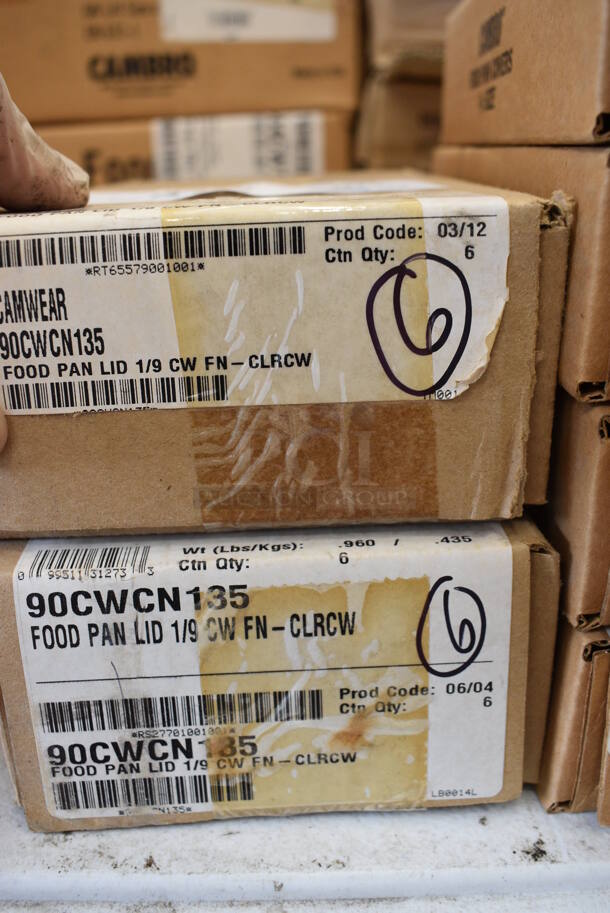 CAMBRO
Prod Code: 03/12
Ctn Qty: 6
*RT65579001001*
CAMWEAR
90CWCN135
FOOD PAN LID 1/9 CW FN-CLRCW
6
AUCTION GROUP
Wt (Lbs/Kgs): .960 / .435
Ctn Qty: 6
0 99511 31273 3
90CWCN135
FOOD PAN LID 1/9 CW FN-CLRCW
6
Prod Code: 06/04
Ctn Qty: 6
*RS27701001001*
90CWCN135
FOOD PAN LID 1/9 CW FN-CLRCW
LB0014L